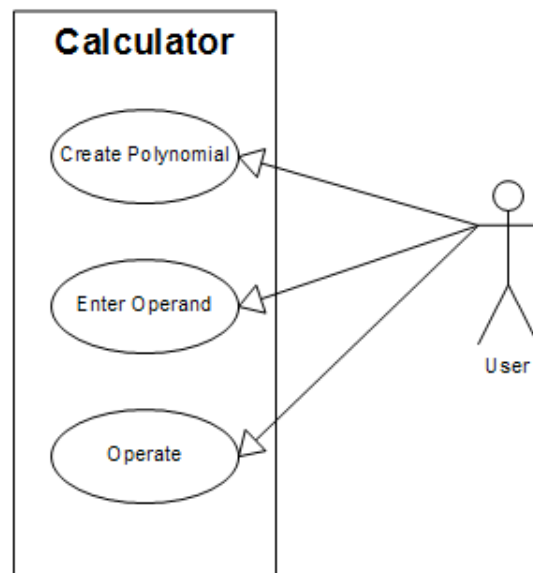 Calculator
Create Polynomial
Enter Operand
Operate
User